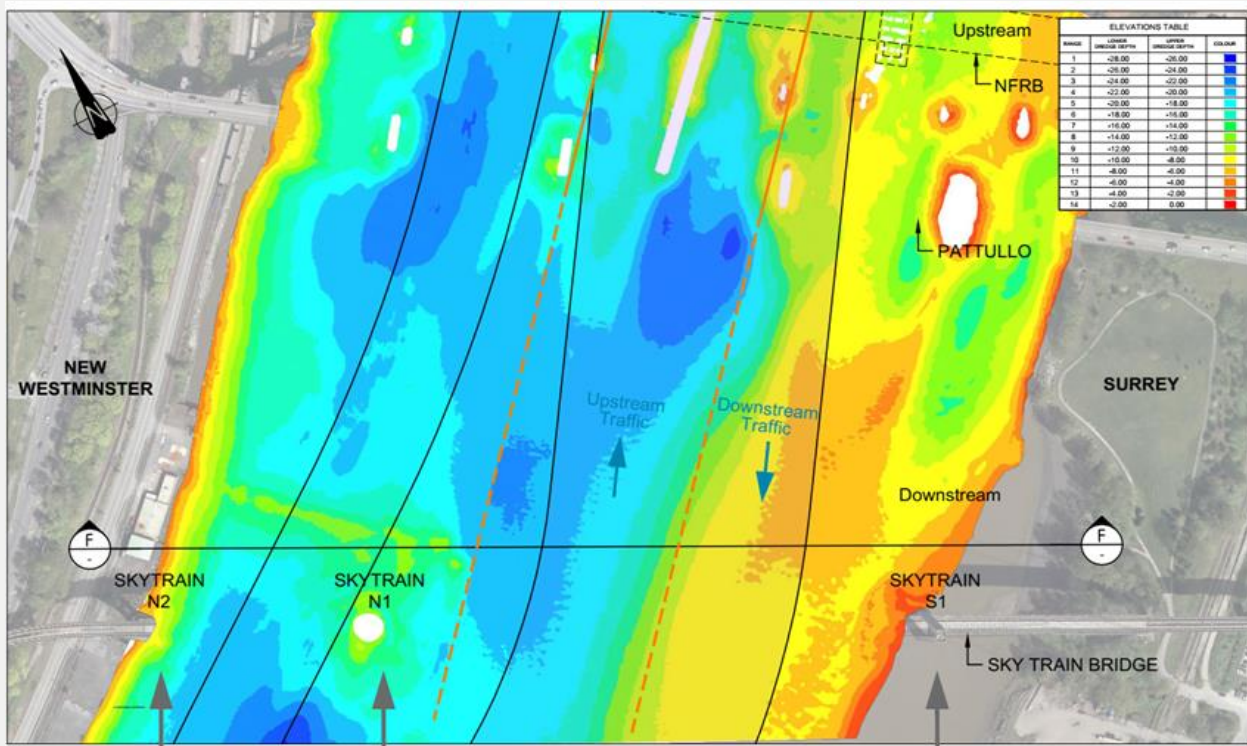 ELEVATIONS TABLE
RANGE LOWER DREDGE DEPTH UPPER DREDGE DEPTH COLOUR
1 -28.00 -26.00
2 -26.00 -24.00
3 -24.00 -22.00
4 -22.00 -20.00
5 -20.00 -18.00
6 -18.00 -16.00
7 -16.00 -14.00
8 -14.00 -12.00
9 -12.00 -10.00
10 -10.00 -8.00
11 -8.00 -6.00
12 -6.00 -4.00
13 -4.00 -2.00
14 -2.00 0.00
Upstream
NFRB
N
PATTULLO
NEW
WESTMINSTER
SURREY
Upstream
Traffic
Downstream
Traffic
Downstream
F
-
F
-
SKYTRAIN
N2
SKYTRAIN
N1
SKYTRAIN
S1
SKY TRAIN BRIDGE